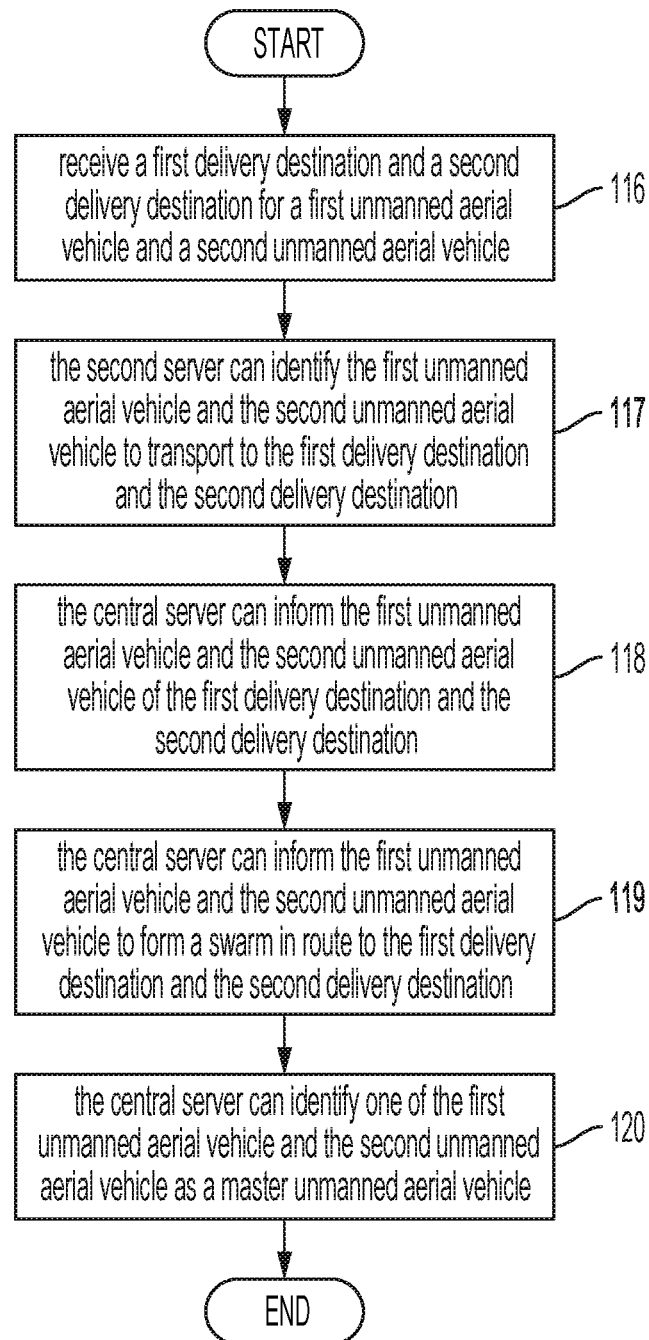 START
receive a first delivery destination and a second
delivery destination for a first unmanned aerial
vehicle and a second unmanned aerial vehicle
116
the second server can identify the first unmanned
aerial vehicle and the second unmanned aerial
vehicle to transport to the first delivery destination
and the second delivery destination
117
the central server can inform the first unmanned
aerial vehicle and the second unmanned aerial
vehicle of the first delivery destination and the
second delivery destination
118
the central server can inform the first unmanned
aerial vehicle and the second unmanned aerial
vehicle to form a swarm in route to the first delivery
destination and the second delivery destination
119
the central server can identify one of the first
unmanned aerial vehicle and the second unmanned
aerial vehicle as a master unmanned aerial vehicle
120
END